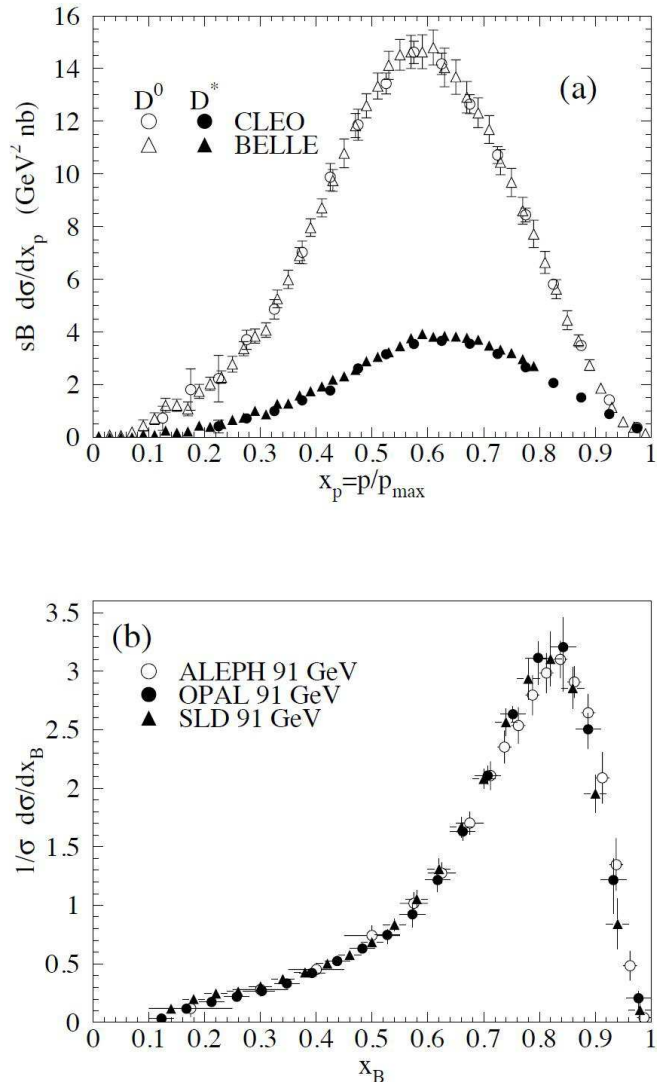 16
14
12
10
8
6
4
2
0
sB dσ/dx_p (GeV² nb)
(a)
D⁰ D*
CLEO
BELLE
0 0.1 0.2 0.3 0.4 0.5 0.6 0.7 0.8 0.9 1
x_p=p/p_max
3.5
3
2.5
2
1.5
1
0.5
0
1/σ dσ/dx_B
(b)
ALEPH 91 GeV
OPAL 91 GeV
SLD 91 GeV
0 0.1 0.2 0.3 0.4 0.5 0.6 0.7 0.8 0.9 1
x_B